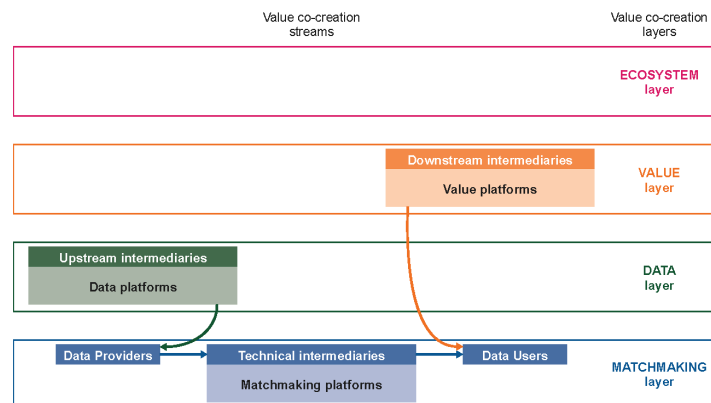 Value co-creation
streams
Value co-creation
layers
ECOSYSTEM
layer
Downstream intermediaries
Value platforms
VALUE
layer
Upstream intermediaries
Data platforms
DATA
layer
Data Providers
Technical intermediaries
Data Users
Matchmaking platforms
MATCHMAKING
layer